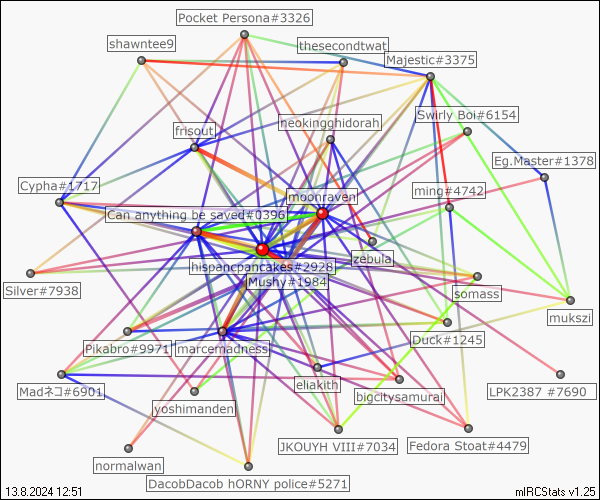 Pocket Persona#3326
shawntee9
thesecondtwat
Majestic#3375
Swirly Boi#6154
neokingghidorah
frisout
Eg.Master#1378
Cypha#1717
ming#4742
moonraven
Can anything be sayed#0396
zebula
hispancpancakes#2928
Mushy#1984
Silver#7938
somass
mukszi
Pikabro#9971
marcemadness
Duck#1245
eliakith
Madネコ#6901
bigcitysamurai
LPK2387 #7690
yoshimanden
JKOUYH VIII#7034
Fedora Stoat#4479
normalwan
DacobDacob hORNY police#5271
13.8.2024 12:51
mIRCStats v1.25